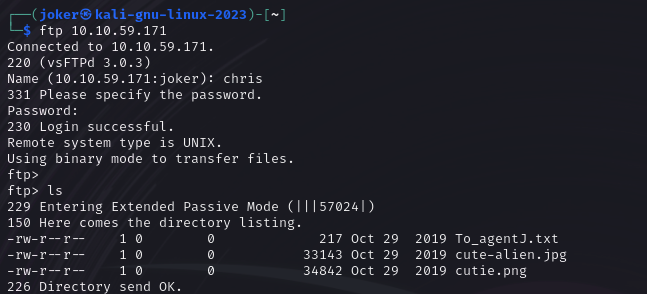 ┌──(joker㉿kali-gnu-linux-2023)-[~]
└─$ ftp 10.10.59.171
Connected to 10.10.59.171.
220 (vsFTPd 3.0.3)
Name (10.10.59.171:joker): chris
331 Please specify the password.
Password:
230 Login successful.
Remote system type is UNIX.
Using binary mode to transfer files.
ftp>
ftp> ls
229 Entering Extended Passive Mode (|||57024|)
150 Here comes the directory listing.
-rw-r--r--    1 0        0             217 Oct 29  2019 To_agentJ.txt
-rw-r--r--    1 0        0           33143 Oct 29  2019 cute-alien.jpg
-rw-r--r--    1 0        0           34842 Oct 29  2019 cutie.png
226 Directory send OK.